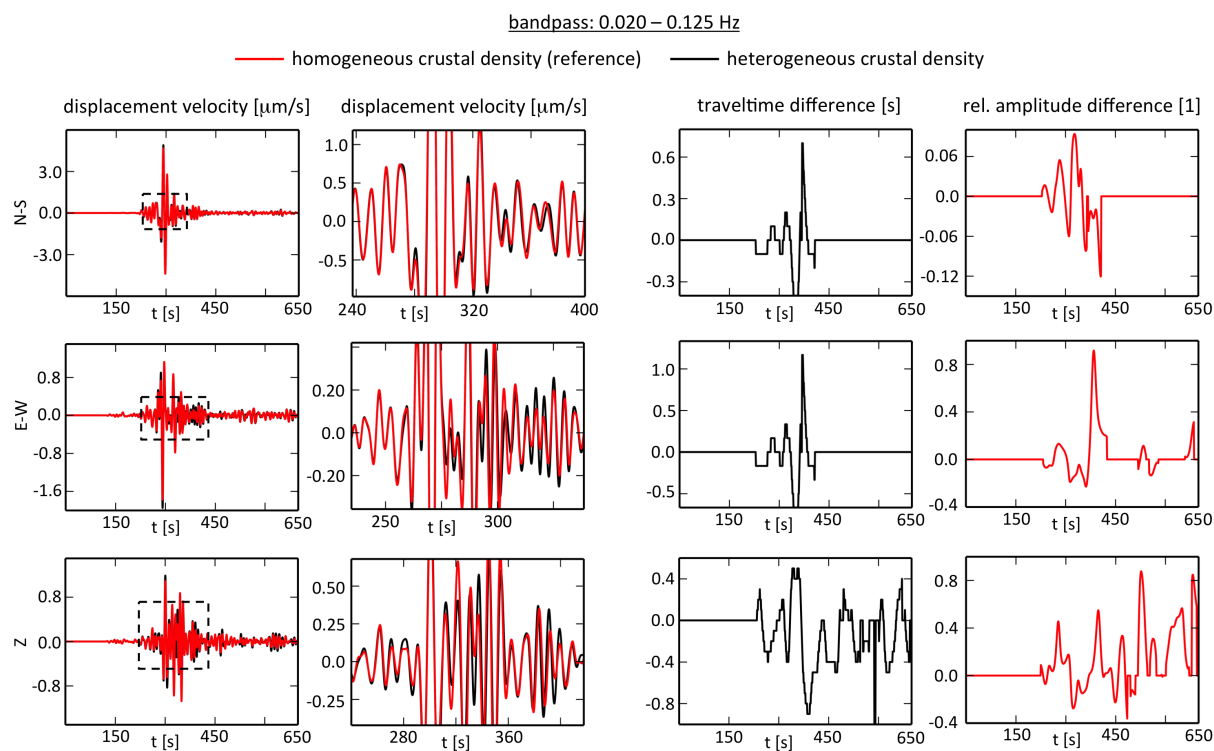 bandpass: 0.020 – 0.125 Hz
homogeneous crustal density (reference) heterogeneous crustal density
displacement velocity [μm/s] displacement velocity [μm/s] traveltime difference [s] rel. amplitude difference [1]
N-S
3.0
0.0
-3.0
150 t [s] 450 650
1.0
0.5
0.0
-0.5
240 t [s] 320 400
0.6
0.3
0.0
-0.3
150 t [s] 450 650
0.06
0.00
-0.06
-0.12
150 t [s] 450 650
E-W
0.8
0.0
-0.8
-1.6
150 t [s] 450 650
0.20
0.0
-0.20
250 t [s] 300
1.0
0.5
0.0
-0.5
150 t [s] 450 650
0.8
0.4
0.0
-0.4
150 t [s] 450 650
Z
0.8
0.0
-0.8
150 t [s] 450 650
0.50
0.25
0.0
-0.25
280 t [s] 360
0.4
0.0
-0.4
-0.8
150 t [s] 450 650
0.8
0.4
0.0
-0.4
150 t [s] 450 650